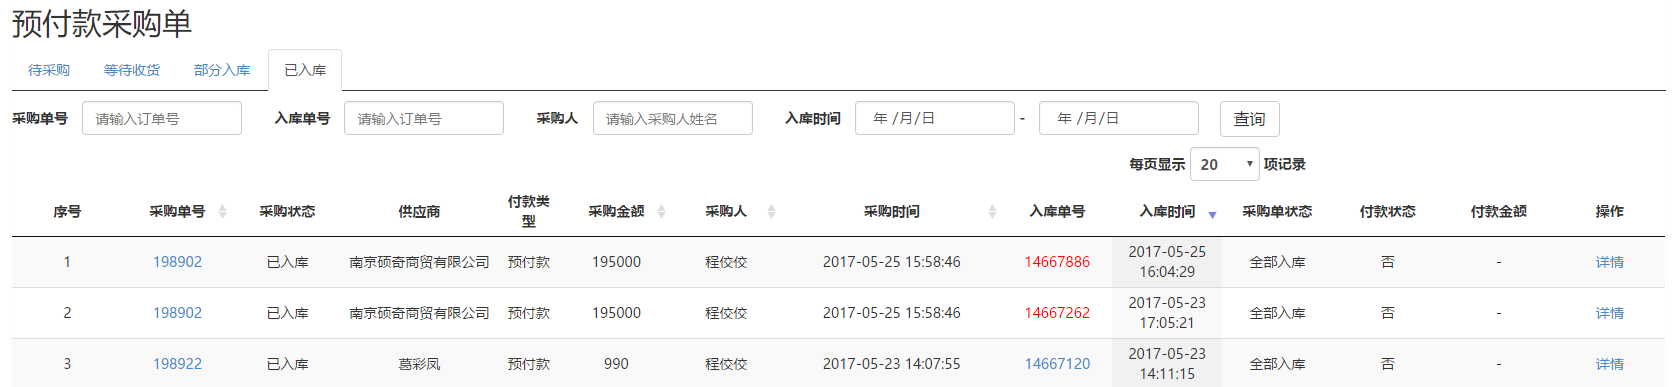 预付款采购单
待采购 等待收货 部分入库 已入库
采购单号 请输入订单号 入库单号 请输入订单号 采购人 请输入采购人姓名 入库时间 年 /月/日 - 年 /月/日 查询
每页显示 20 项记录
序号 采购单号 采购状态 供应商 付款类型 采购金额 采购人 采购时间 入库单号 入库时间 采购单状态 付款状态 付款金额 操作
1 198902 已入库 南京硕奇商贸有限公司 预付款 195000 程佼佼 2017-05-25 15:58:46 14667886 2017-05-25 16:04:29 全部入库 否 - 详情
2 198902 已入库 南京硕奇商贸有限公司 预付款 195000 程佼佼 2017-05-25 15:58:46 14667262 2017-05-23 17:05:21 全部入库 否 - 详情
3 198922 已入库 葛彩凤 预付款 990 程佼佼 2017-05-23 14:07:55 14667120 2017-05-23 14:11:15 全部入库 否 - 详情